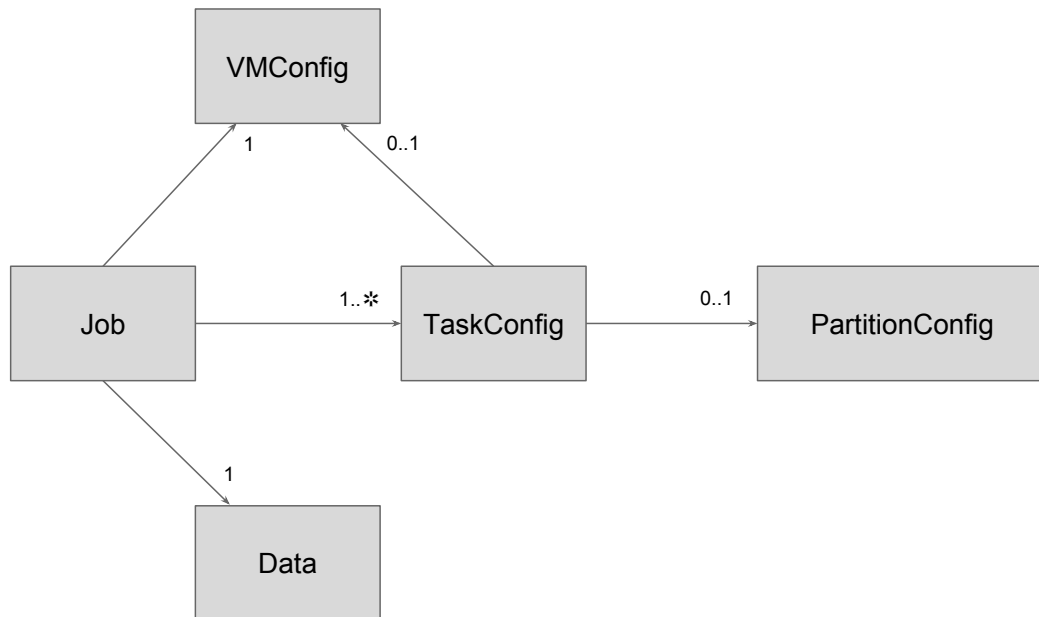 VMConfig
1
0..1
Job
1..*
TaskConfig
0..1
PartitionConfig
1
Data